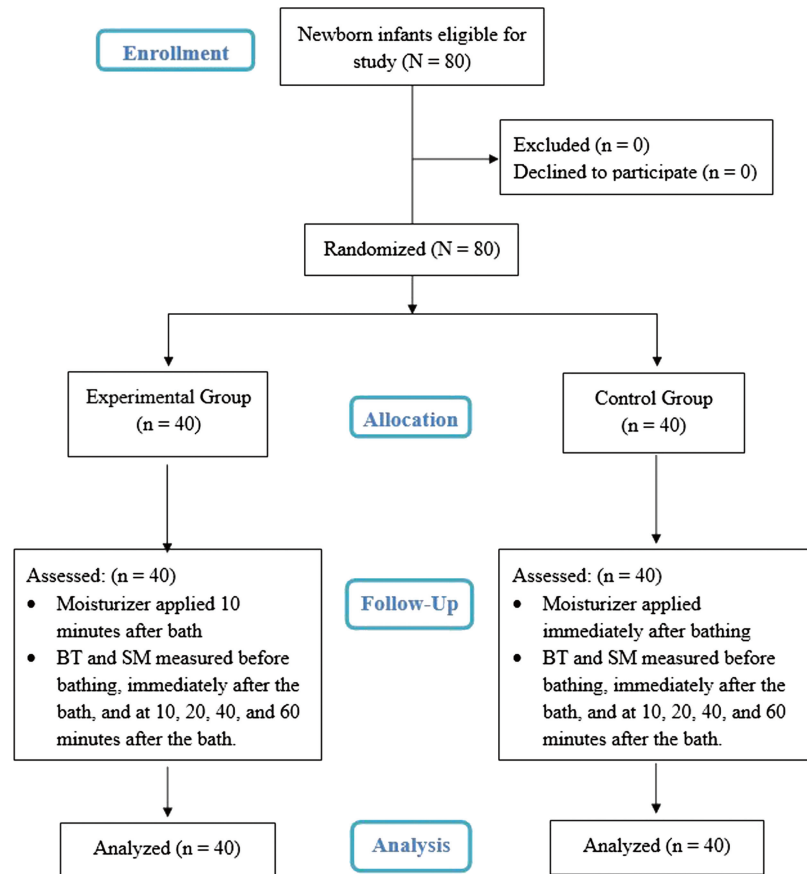 Enrollment
Newborn infants eligible for
study (N = 80)
Excluded (n = 0)
Declined to participate (n = 0)
Randomized (N = 80)
Experimental Group
(n = 40)
Allocation
Control Group
(n = 40)
Assessed: (n = 40)
• Moisturizer applied 10
minutes after bath
• BT and SM measured before
bathing, immediately after the
bath, and at 10, 20, 40, and 60
minutes after the bath.
Follow-Up
Assessed: (n = 40)
• Moisturizer applied
immediately after bathing
• BT and SM measured before
bathing, immediately after the
bath, and at 10, 20, 40, and 60
minutes after the bath.
Analyzed (n = 40)
Analysis
Analyzed (n = 40)